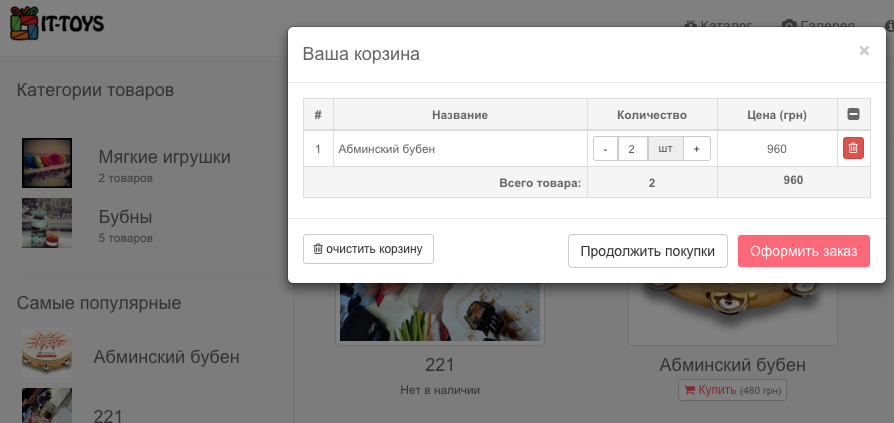 IT-TOYS
Каталог Галерея
Ваша корзина ×
Категории товаров
# Название Количество Цена (грн)
1 Абминский бубен - 2 шт + 960
Всего товара: 2 960
Мягкие игрушки
2 товаров
Бубны
5 товаров
очистить корзину Продолжить покупки Оформить заказ
Самые популярные
Абминский бубен
221
221
Нет в наличии
Абминский бубен
Купить (480 грн)